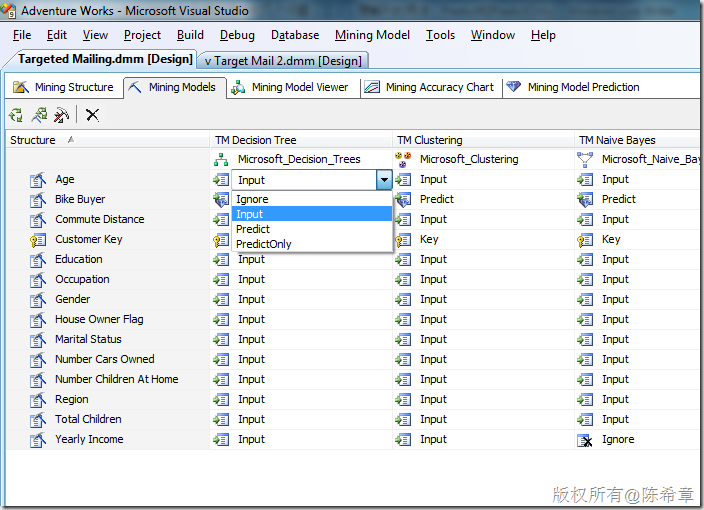 Adventure Works - Microsoft Visual Studio
File Edit View Project Build Debug Database Mining Model Tools Window Help
Targeted Mailing.dmm [Design] v Target Mail 2.dmm [Design]
Mining Structure Mining Models Mining Model Viewer Mining Accuracy Chart Mining Model Prediction
Structure TM Decision Tree TM Clustering TM Naive Bayes
Microsoft_Decision_Trees Microsoft_Clustering Microsoft_Naive_Bay
Age Input Input Input
Bike Buyer Ignore Predict Predict
Commute Distance Input Input Input
Customer Key Predict Key Key
PredictOnly
Education Input Input Input
Occupation Input Input Input
Gender Input Input Input
House Owner Flag Input Input Input
Marital Status Input Input Input
Number Cars Owned Input Input Input
Number Children At Home Input Input Input
Region Input Input Input
Total Children Input Input Input
Yearly Income Input Input Ignore
版权所有@陈希章